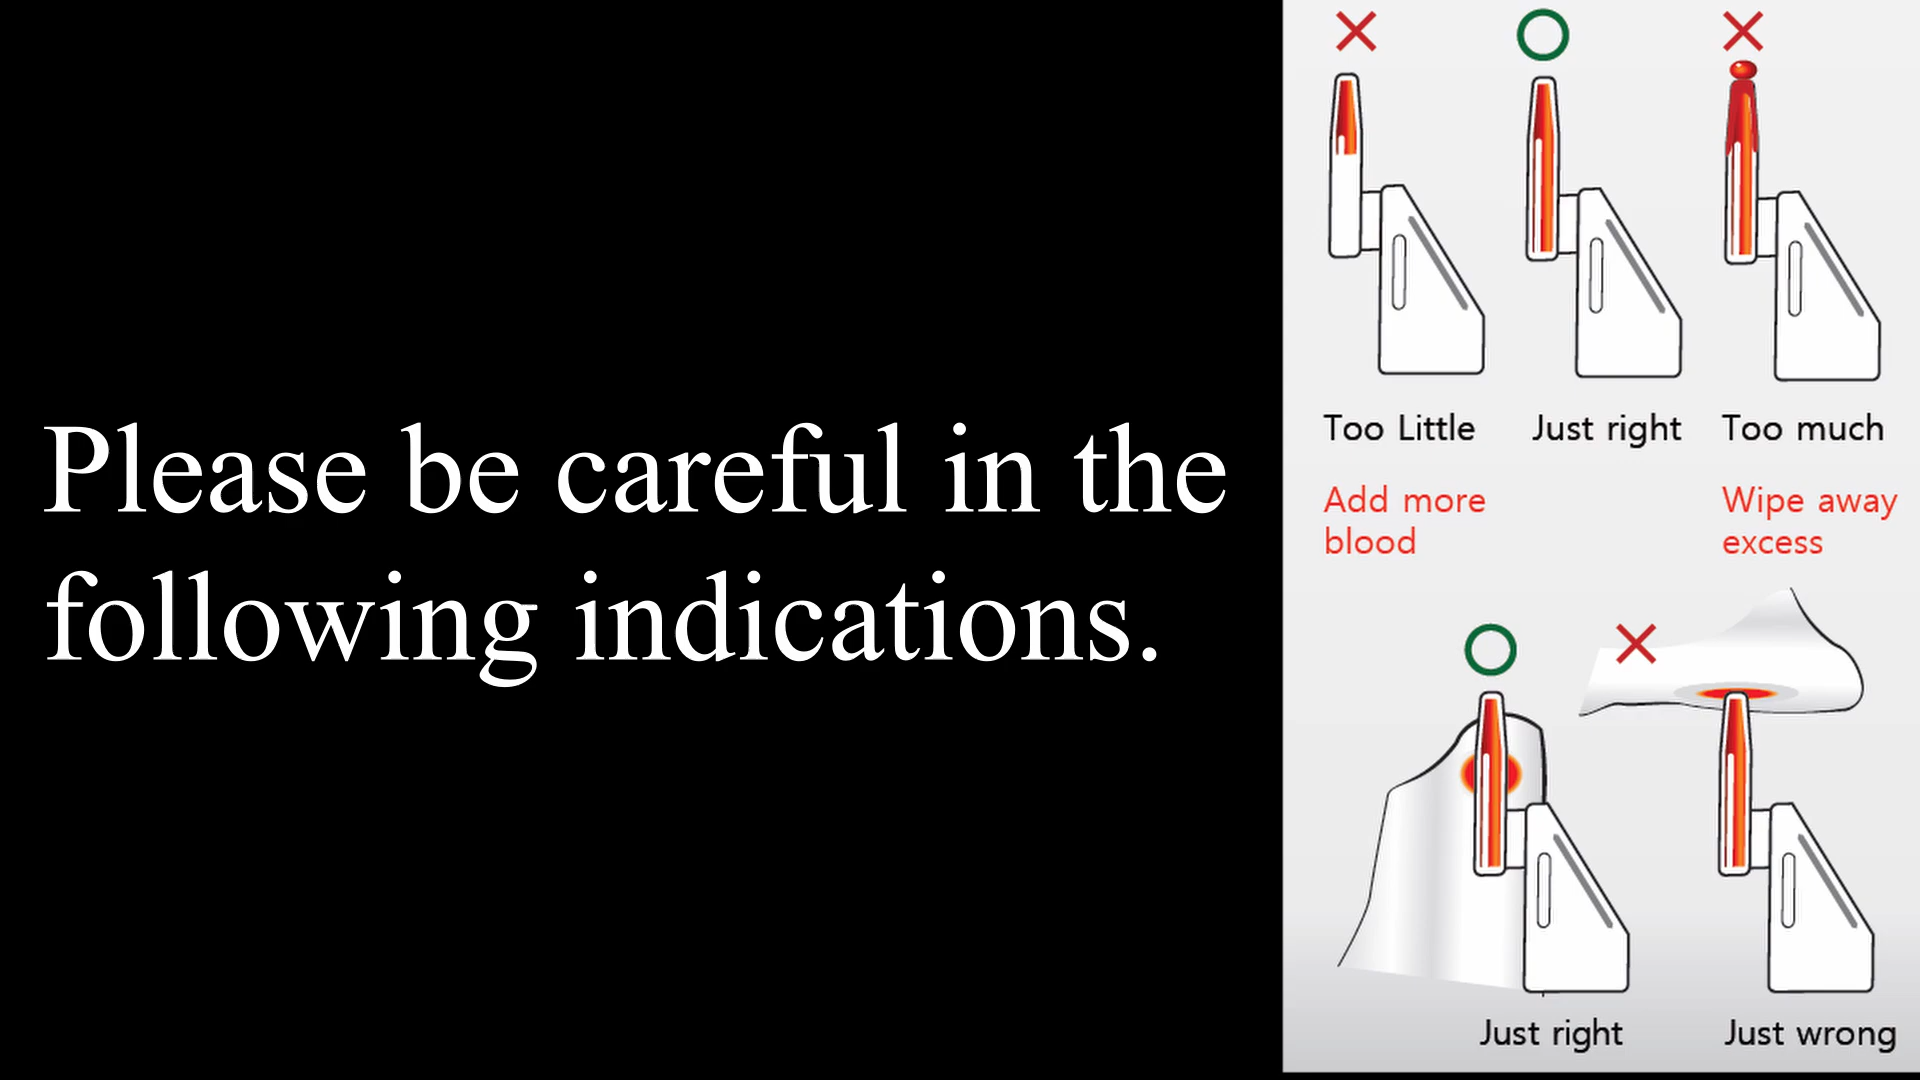 Please be careful in the
following indications.
Too Little
Just right
Too much
Add more
blood
Wipe away
excess
Just right
Just wrong